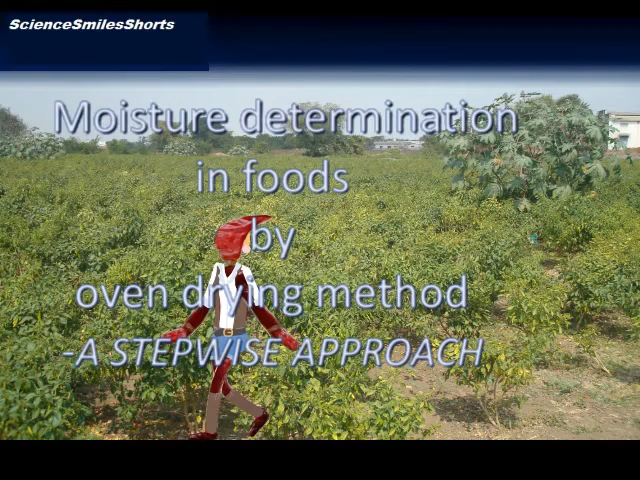 ScienceSmilesShorts
Moisture determination
in foods
by
oven drying method
-A STEPWISE APPROACH